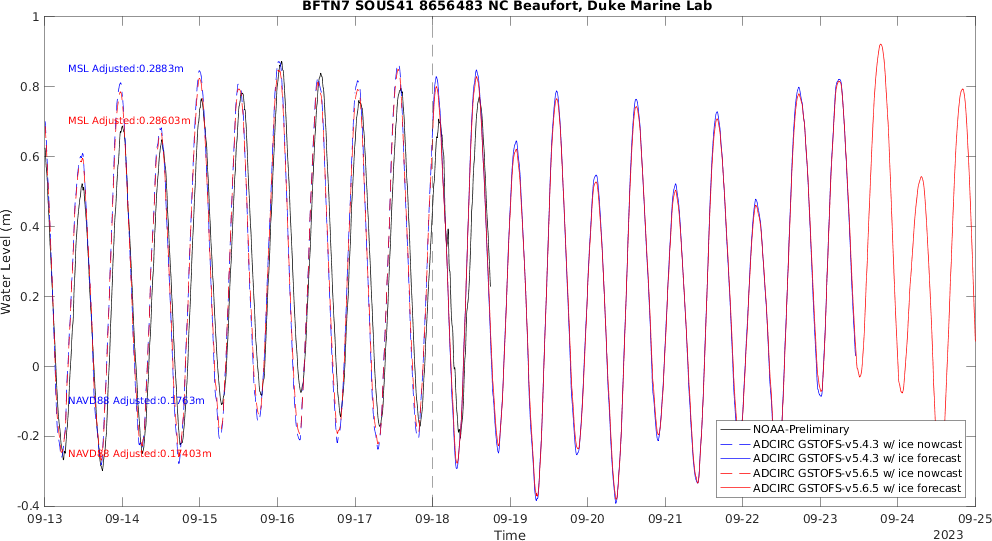 BFTN7 SOUS41 8656483 NC Beaufort, Duke Marine Lab
1
0.8
0.6
0.4
0.2
0
-0.2
-0.4
Water Level (m)
MSL Adjusted:0.2883m
MSL Adjusted:0.28603m
NAVD88 Adjusted:0.1763m
NAVD88 Adjusted:0.17403m
NOAA-Preliminary
ADCIRC GSTOFS-v5.4.3 w/ ice nowcast
ADCIRC GSTOFS-v5.4.3 w/ ice forecast
ADCIRC GSTOFS-v5.6.5 w/ ice nowcast
ADCIRC GSTOFS-v5.6.5 w/ ice forecast
09-13 09-14 09-15 09-16 09-17 09-18 09-19 09-20 09-21 09-22 09-23 09-24 09-25
Time
2023